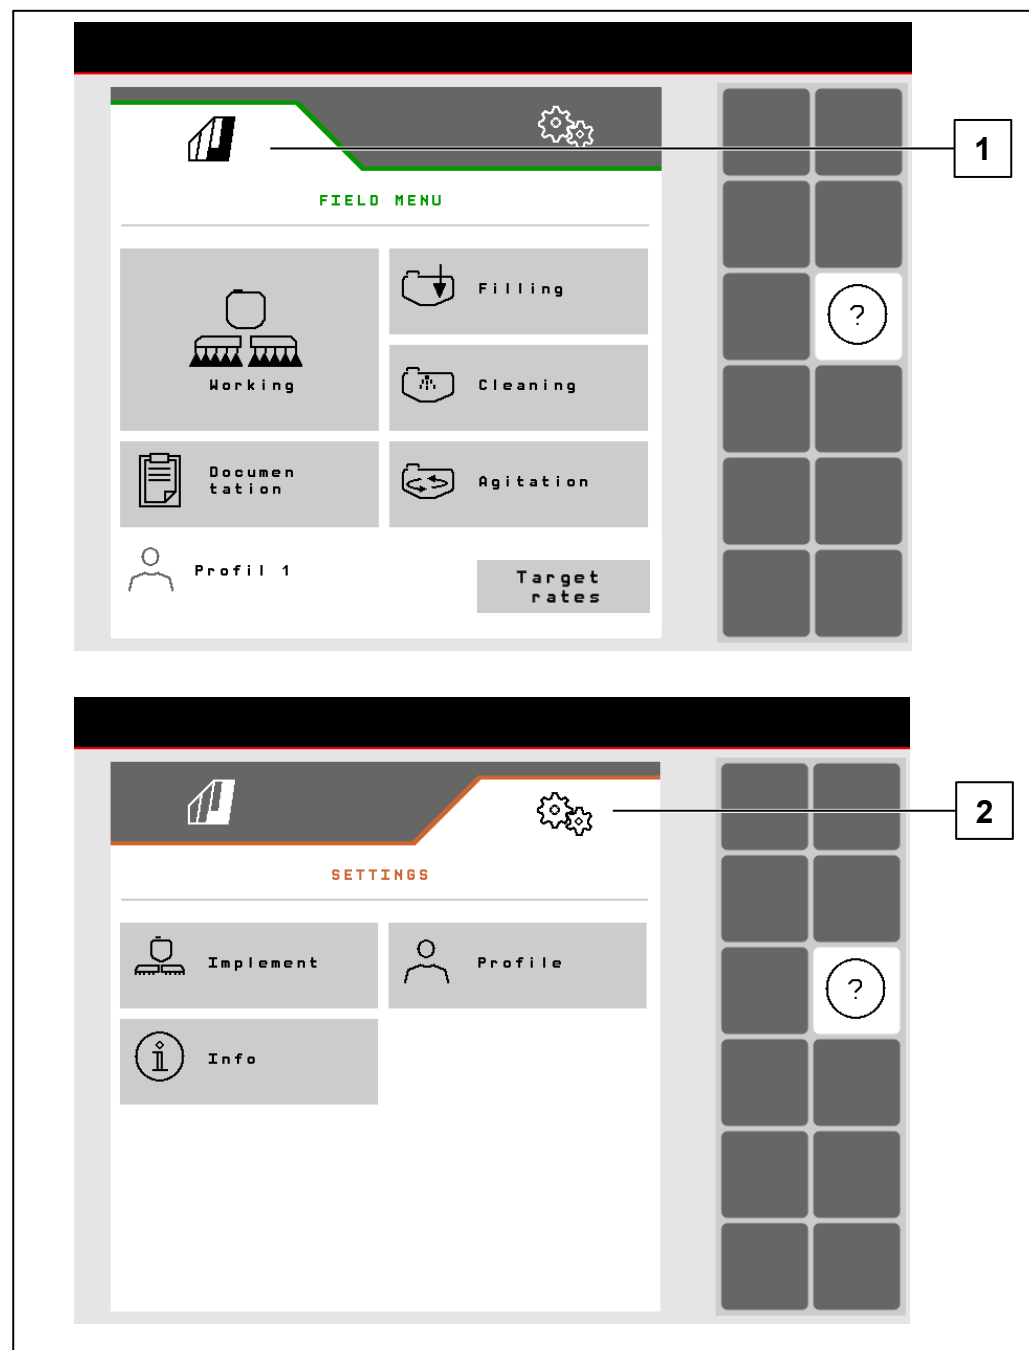 1
FIELD MENU
Working
Filling
Cleaning
Documen
tation
Agitation
Profil 1
Target
rates
?
2
SETTINGS
Implement
Profile
Info
?